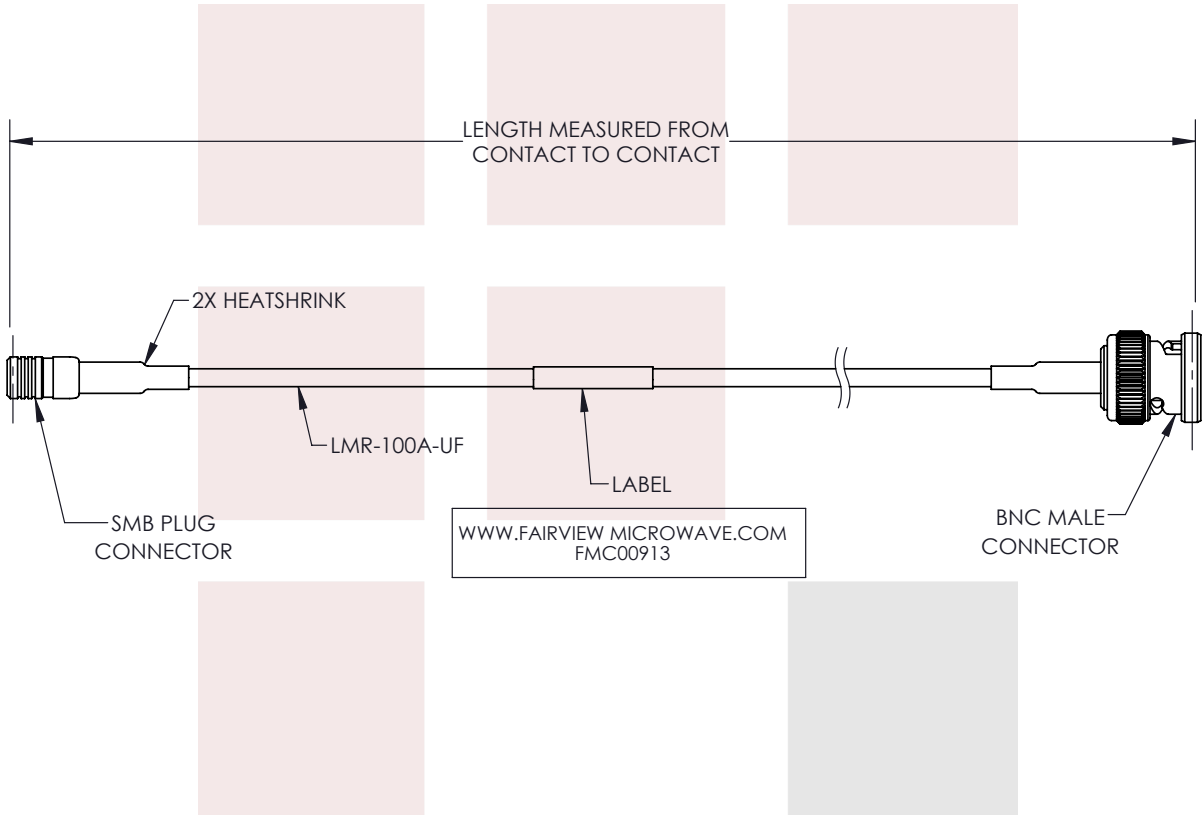 LENGTH MEASURED FROM
CONTACT TO CONTACT
2X HEATSHRINK
LMR-100A-UF
LABEL
SMB PLUG
CONNECTOR
WWW.FAIRVIEW MICROWAVE.COM
FMC00913
BNC MALE
CONNECTOR